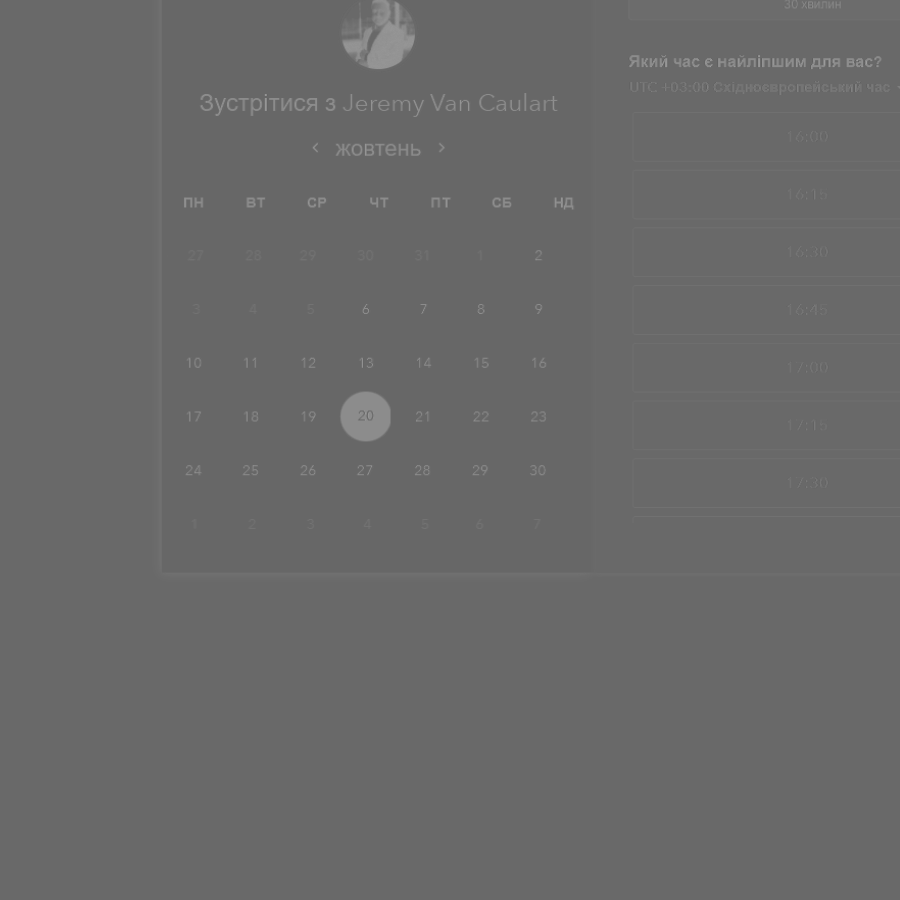 30 хвилин
Зустрітися з Jeremy Van Caulart
‹ жовтень ›
ПН ВТ СР ЧТ ПТ СБ НД
27 28 29 30 31 1 2
3 4 5 6 7 8 9
10 11 12 13 14 15 16
17 18 19 20 21 22 23
24 25 26 27 28 29 30
1 2 3 4 5 6 7
Який час є найліпшим для вас?
UTC +03:00 Східноєвропейський час
16:00
16:15
16:30
16:45
17:00
17:15
17:30